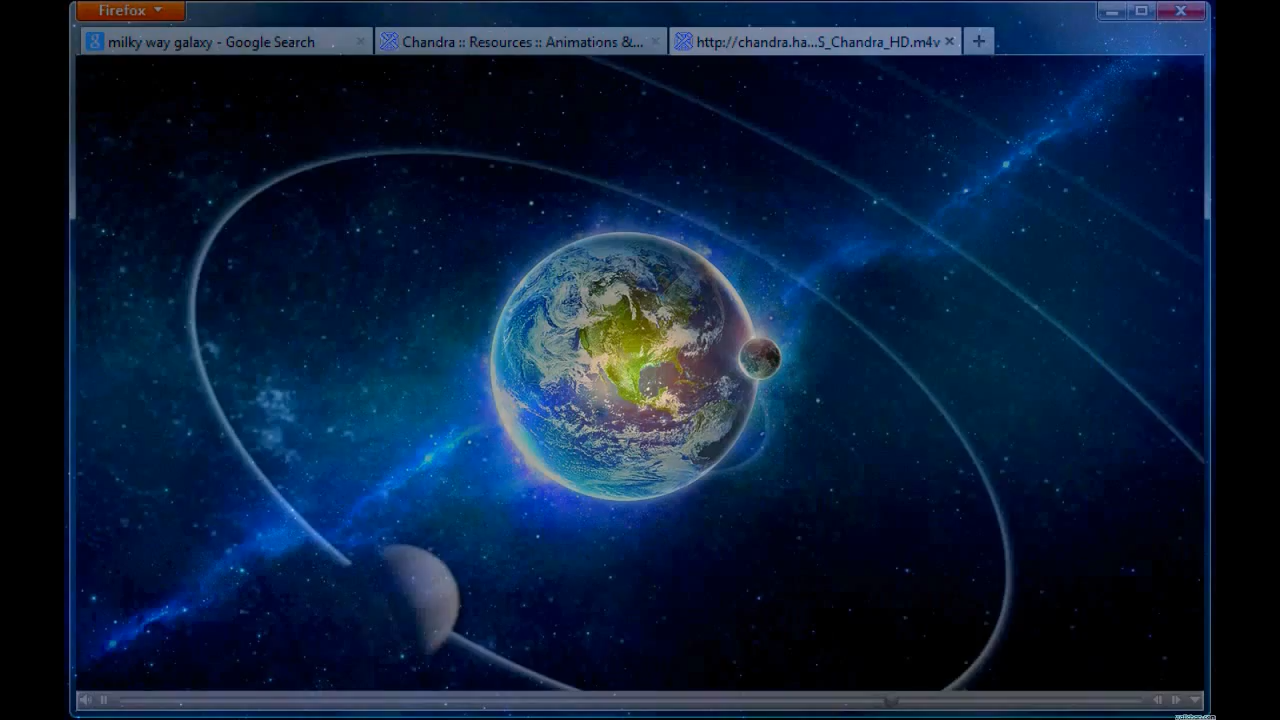 Firefox
milky way galaxy - Google Search
Chandra :: Resources :: Animations &...
http://chandra.ha...S_Chandra_HD.m4v